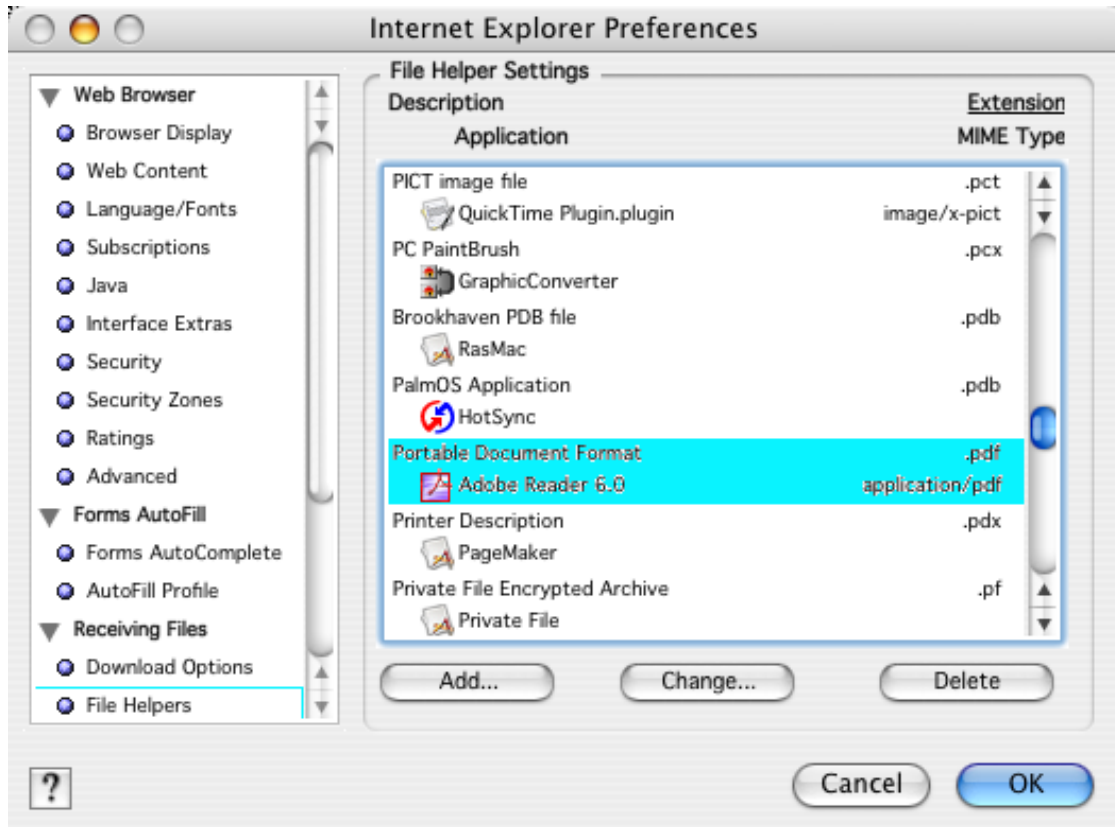 Internet Explorer Preferences
Web Browser
Browser Display
Web Content
Language/Fonts
Subscriptions
Java
Interface Extras
Security
Security Zones
Ratings
Advanced
Forms AutoFill
Forms AutoComplete
AutoFill Profile
Receiving Files
Download Options
File Helpers
File Helper Settings
Description Extension
Application MIME Type
PICT image file .pct
QuickTime Plugin.plugin image/x-pict
PC PaintBrush .pcx
GraphicConverter
Brookhaven PDB file .pdb
RasMac
PalmOS Application .pdb
HotSync
Portable Document Format .pdf
Adobe Reader 6.0 application/pdf
Printer Description .pdx
PageMaker
Private File Encrypted Archive .pf
Private File
Add... Change... Delete
? Cancel OK